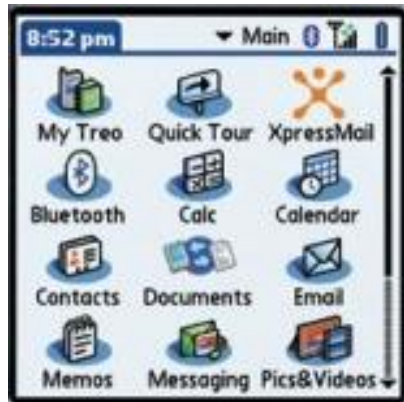 8:52 pm Main
My Treo Quick Tour XpressMail
Bluetooth Calc Calendar
Contacts Documents Email
Memos Messaging Pics&Videos